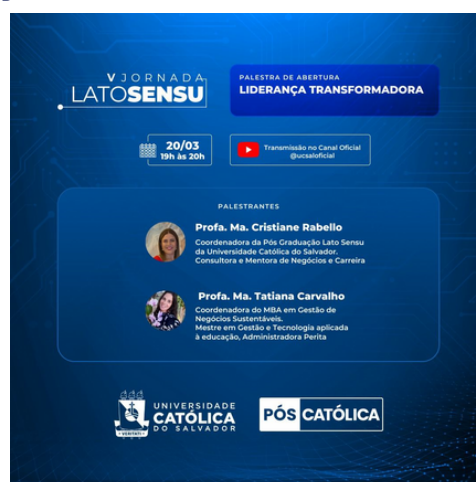 V JORNADA
LATOSENSU
PALESTRA DE ABERTURA
LIDERANÇA TRANSFORMADORA
20/03
19h às 20h
Transmissão no Canal Oficial
@ucsaloficial
PALESTRANTES
Profa. Ma. Cristiane Rabello
Coordenadora da Pós Graduação Lato Sensu
da Universidade Católica do Salvador.
Consultora e Mentora de Negócios e Carreira
Profa. Ma. Tatiana Carvalho
Coordenadora do MBA em Gestão de
Negócios Sustentáveis.
Mestre em Gestão e Tecnologia aplicada
à educação, Administradora Perita
VERITATI
UNIVERSIDADE
CATÓLICA
DO SALVADOR
PÓS CATÓLICA